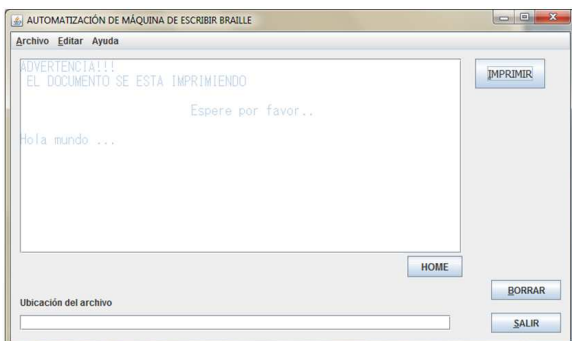 AUTOMATIZACIÓN DE MÁQUINA DE ESCRIBIR BRAILLE
Archivo Editar Ayuda
ADVERTENCIA!!!
EL DOCUMENTO SE ESTA IMPRIMIENDO
Espere por favor..
Hola mundo ...
IMPRIMIR
HOME
BORRAR
Ubicación del archivo
SALIR